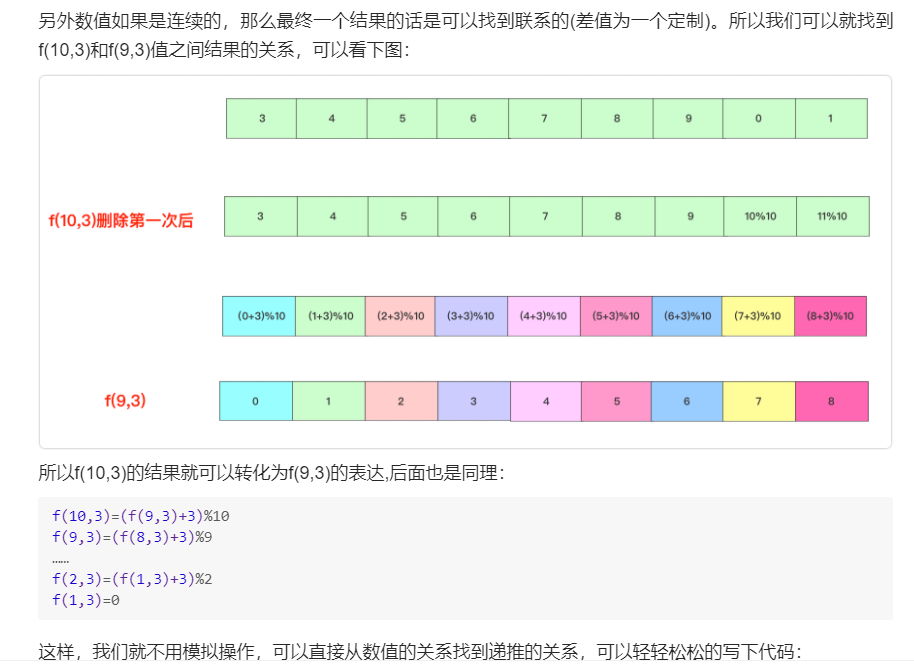 另外数值如果是连续的，那么最终一个结果的话是可以找到联系的(差值为一个定制)。所以我们可以就找到
f(10,3)和f(9,3)值之间结果的关系，可以看下图：
3 4 5 6 7 8 9 0 1
f(10,3)删除第一次后 3 4 5 6 7 8 9 10%10 11%10
(0+3)%10 (1+3)%10 (2+3)%10 (3+3)%10 (4+3)%10 (5+3)%10 (6+3)%10 (7+3)%10 (8+3)%10
f(9,3) 0 1 2 3 4 5 6 7 8
所以f(10,3)的结果就可以转化为f(9,3)的表达,后面也是同理：
f(10,3)=(f(9,3)+3)%10
f(9,3)=(f(8,3)+3)%9
……
f(2,3)=(f(1,3)+3)%2
f(1,3)=0
这样，我们就不用模拟操作，可以直接从数值的关系找到递推的关系，可以轻轻松松的写下代码：